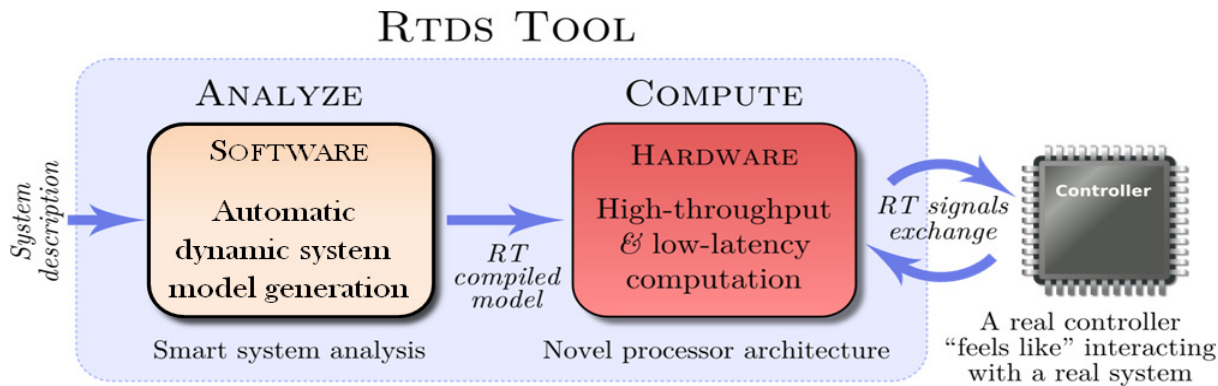 RTDS TOOL
System
description
ANALYZE
SOFTWARE
Automatic
dynamic system
model generation
Smart system analysis
RT
compiled
model
COMPUTE
HARDWARE
High-throughput
& low-latency
computation
Novel processor architecture
RT signals
exchange
Controller
A real controller
“feels like” interacting
with a real system